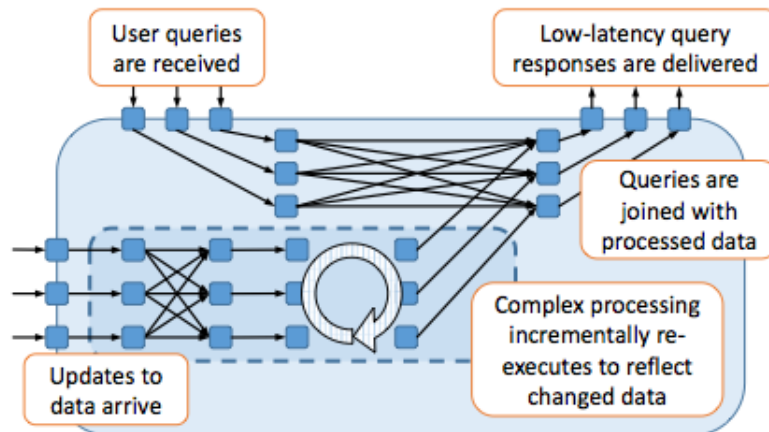 User queries
are received
Low-latency query
responses are delivered
Queries are
joined with
processed data
Complex processing
incrementally re-
executes to reflect
changed data
Updates to
data arrive